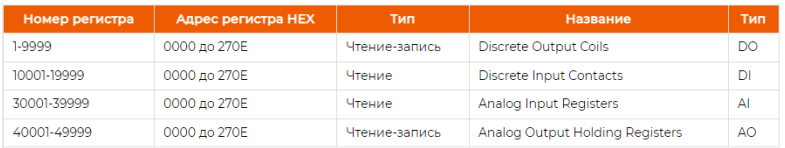 Номер регистра Адрес регистра HEX Тип Название Тип
1-9999 0000 до 270E Чтение-запись Discrete Output Coils DO
10001-19999 0000 до 270E Чтение Discrete Input Contacts DI
30001-39999 0000 до 270E Чтение Analog Input Registers AI
40001-49999 0000 до 270E Чтение-запись Analog Output Holding Registers AO